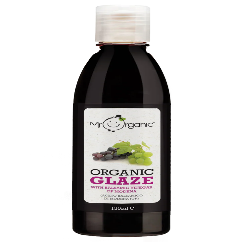 Mr Organic
ORGANIC
GLAZE
WITH BALSAMIC VINEGAR
OF MODENA